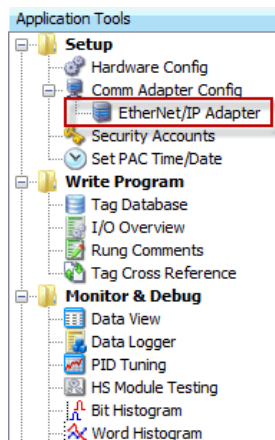 Application Tools
Setup
Hardware Config
Comm Adapter Config
EtherNet/IP Adapter
Security Accounts
Set PAC Time/Date
Write Program
Tag Database
I/O Overview
Rung Comments
Tag Cross Reference
Monitor & Debug
Data View
Data Logger
PID Tuning
HS Module Testing
Bit Histogram
Word Histogram